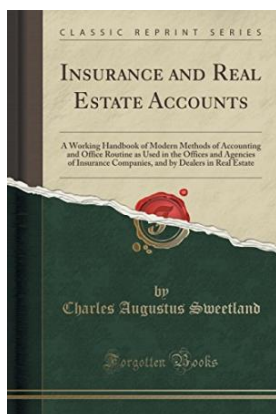 CLASSIC REPRINT SERIES
INSURANCE AND REAL
ESTATE ACCOUNTS
A Working Handbook of Modern Methods of Accounting
and Office Routine as Used in the Offices and Agencies
of Insurance Companies, and by Dealers in Real Estate
by
Charles Augustus Sweetland
Forgotten Books